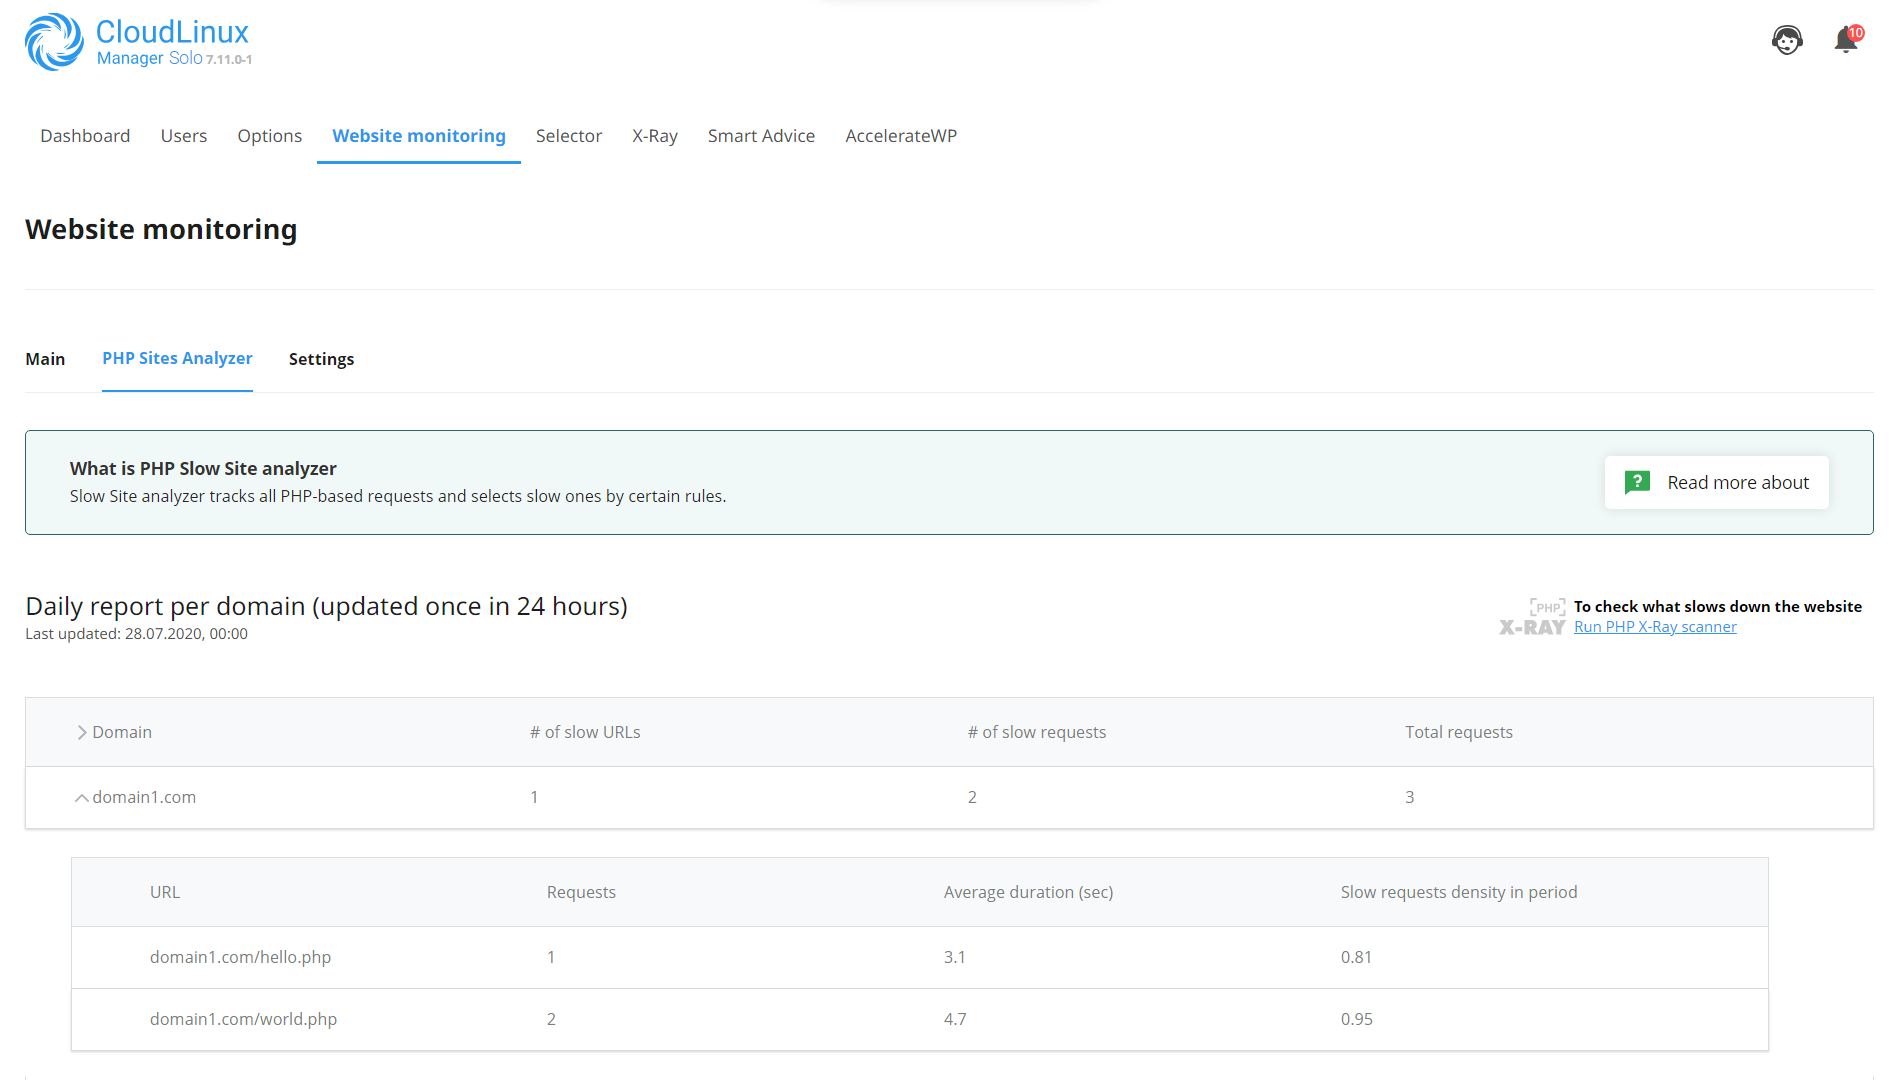 CloudLinux
Manager Solo 7.11.0-1
10
Dashboard Users Options Website monitoring Selector X-Ray Smart Advice AccelerateWP
Website monitoring
Main PHP Sites Analyzer Settings
What is PHP Slow Site analyzer
Slow Site analyzer tracks all PHP-based requests and selects slow ones by certain rules.
? Read more about
Daily report per domain (updated once in 24 hours)
Last updated: 28.07.2020, 00:00
PHP
X-RAY
To check what slows down the website
Run PHP X-Ray scanner
Domain # of slow URLs # of slow requests Total requests
domain1.com 1 2 3
URL Requests Average duration (sec) Slow requests density in period
domain1.com/hello.php 1 3.1 0.81
domain1.com/world.php 2 4.7 0.95